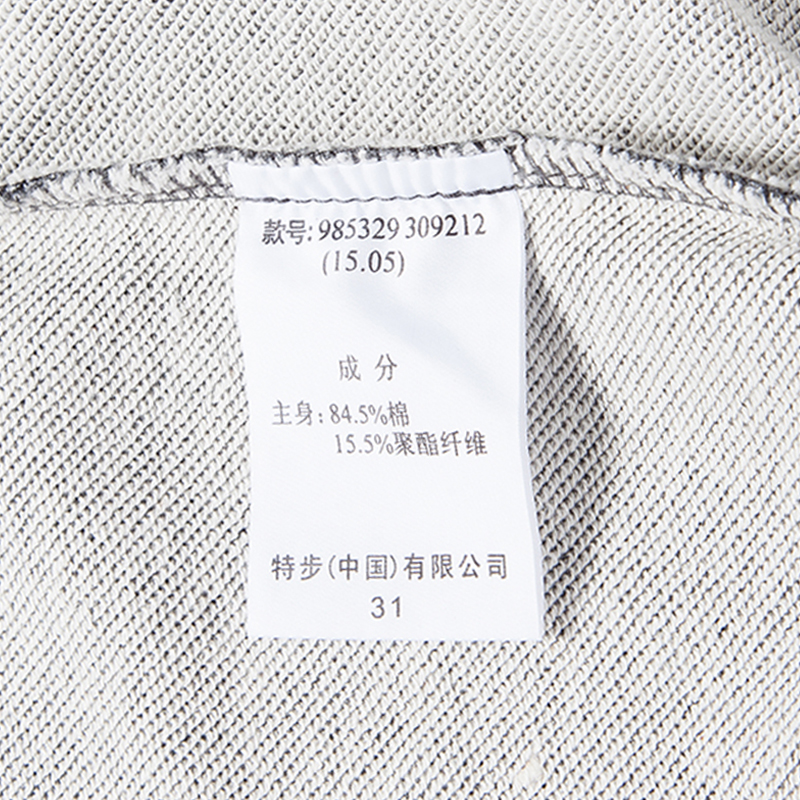 款号:985329 309212
(15.05)
成 分
主身:84.5%棉
15.5%聚酯纤维
特步(中国)有限公司
31